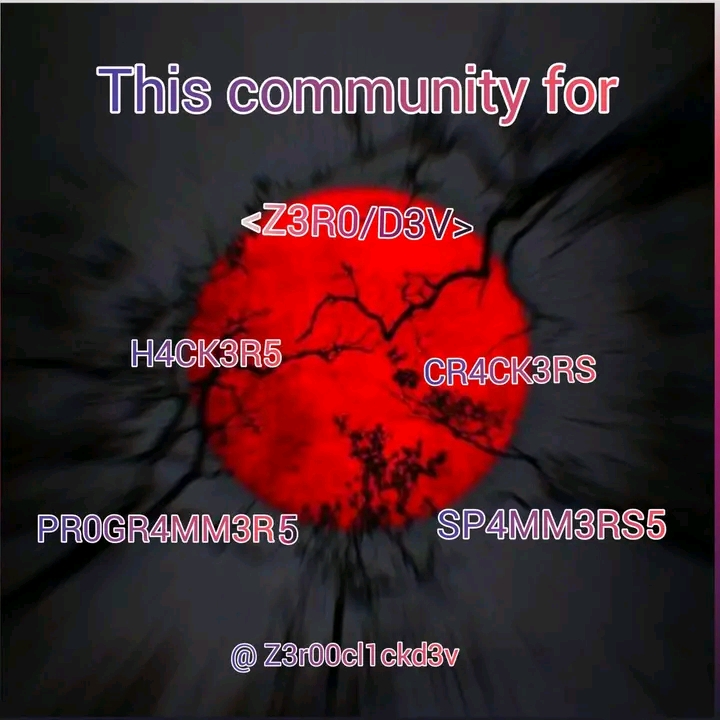 This community for
<Z3R0/D3V>
H4CK3R5
CR4CK3RS
PR0GR4MM3R5
SP4MM3RS5
@ Z3r00cl1ckd3v